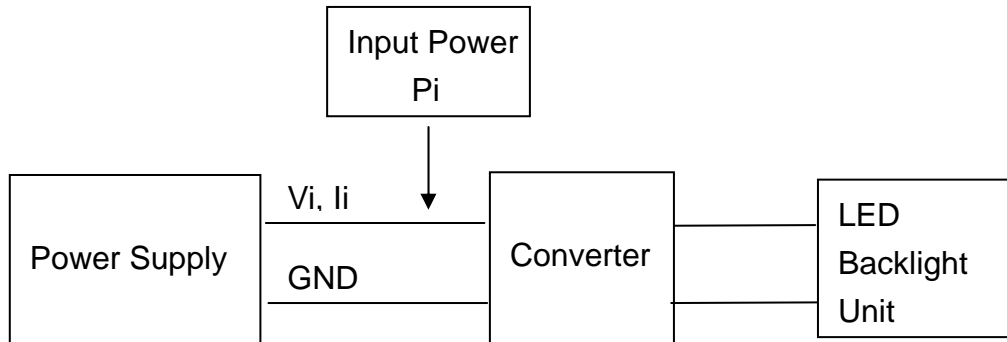 Input Power
Pi
Vi, Ii
Power Supply
GND
Converter
LED
Backlight
Unit